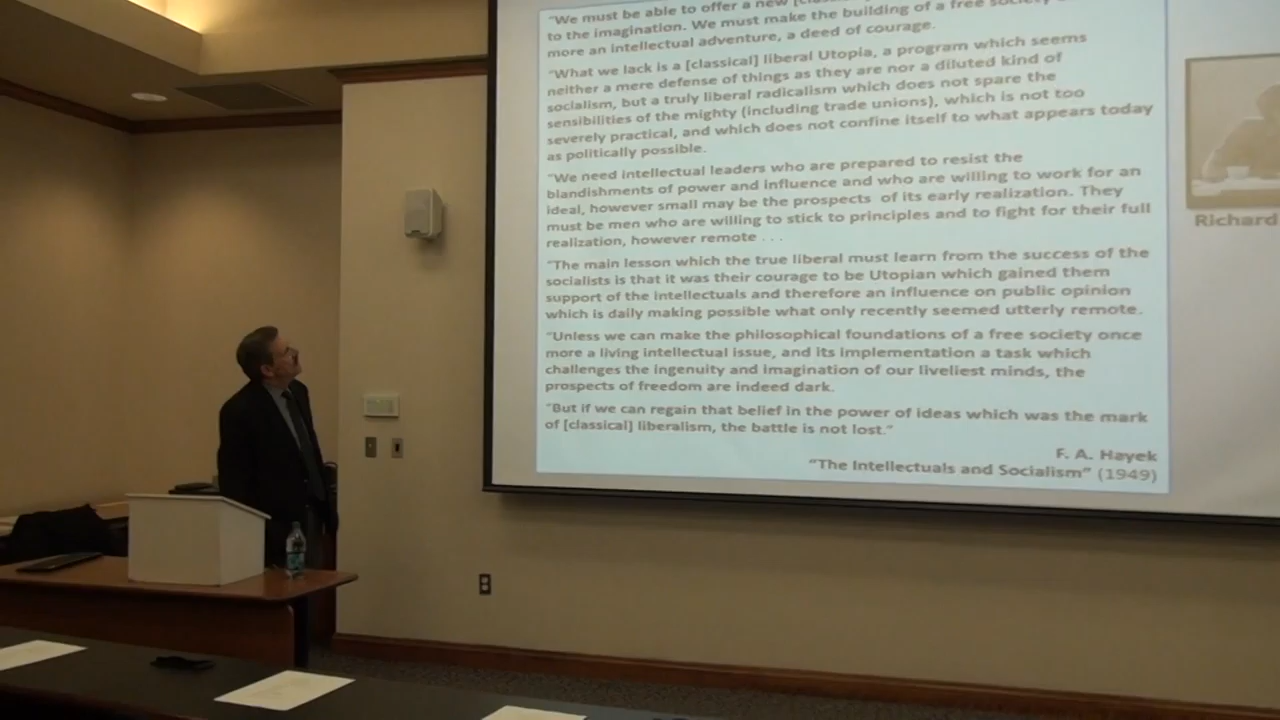 "We must be able to offer a new
to the imagination. We must make the building of a free society
more an intellectual adventure, a deed of courage.
"What we lack is a [classical] liberal Utopia, a program which seems
neither a mere defense of things as they are nor a diluted kind of
socialism, but a truly liberal radicalism which does not spare the
sensibilities of the mighty (including trade unions), which is not too
severely practical, and which does not confine itself to what appears today
as politically possible.
"We need intellectual leaders who are prepared to resist the
blandishments of power and influence and who are willing to work for an
ideal, however small may be the prospects of its early realization. They
must be men who are willing to stick to principles and to fight for their full
realization, however remote . . .
"The main lesson which the true liberal must learn from the success of the
socialists is that it was their courage to be Utopian which gained them
support of the intellectuals and therefore an influence on public opinion
which is daily making possible what only recently seemed utterly remote.
"Unless we can make the philosophical foundations of a free society once
more a living intellectual issue, and its implementation a task which
challenges the ingenuity and imagination of our liveliest minds, the
prospects of freedom are indeed dark.
"But if we can regain that belief in the power of ideas which was the mark
of [classical] liberalism, the battle is not lost."
F. A. Hayek
"The Intellectuals and Socialism" (1949)
Richard